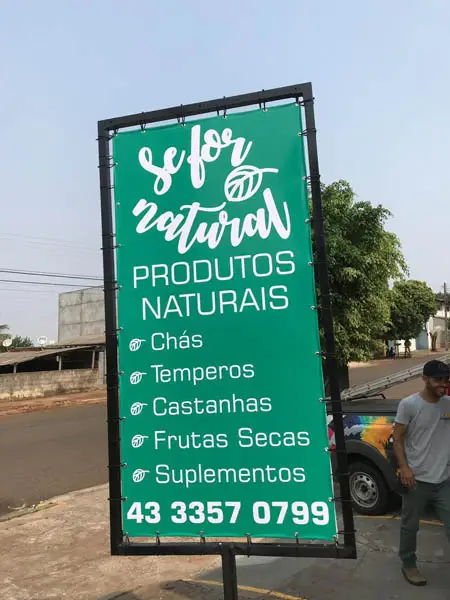 Se for
natural
PRODUTOS
NATURAIS
Chás
Temperos
Castanhas
Frutas Secas
Suplementos
43 3357 0799